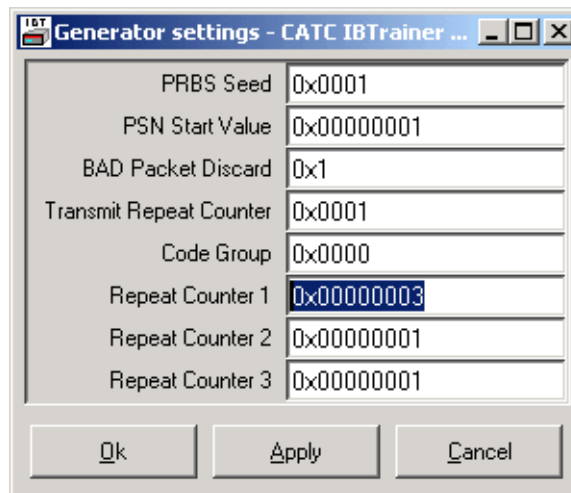 IBT
Generator settings - CATC IBTrainer ...
PRBS Seed 0x0001
PSN Start Value 0x00000001
BAD Packet Discard 0x1
Transmit Repeat Counter 0x0001
Code Group 0x0000
Repeat Counter 1 0x00000003
Repeat Counter 2 0x00000001
Repeat Counter 3 0x00000001
Ok Apply Cancel